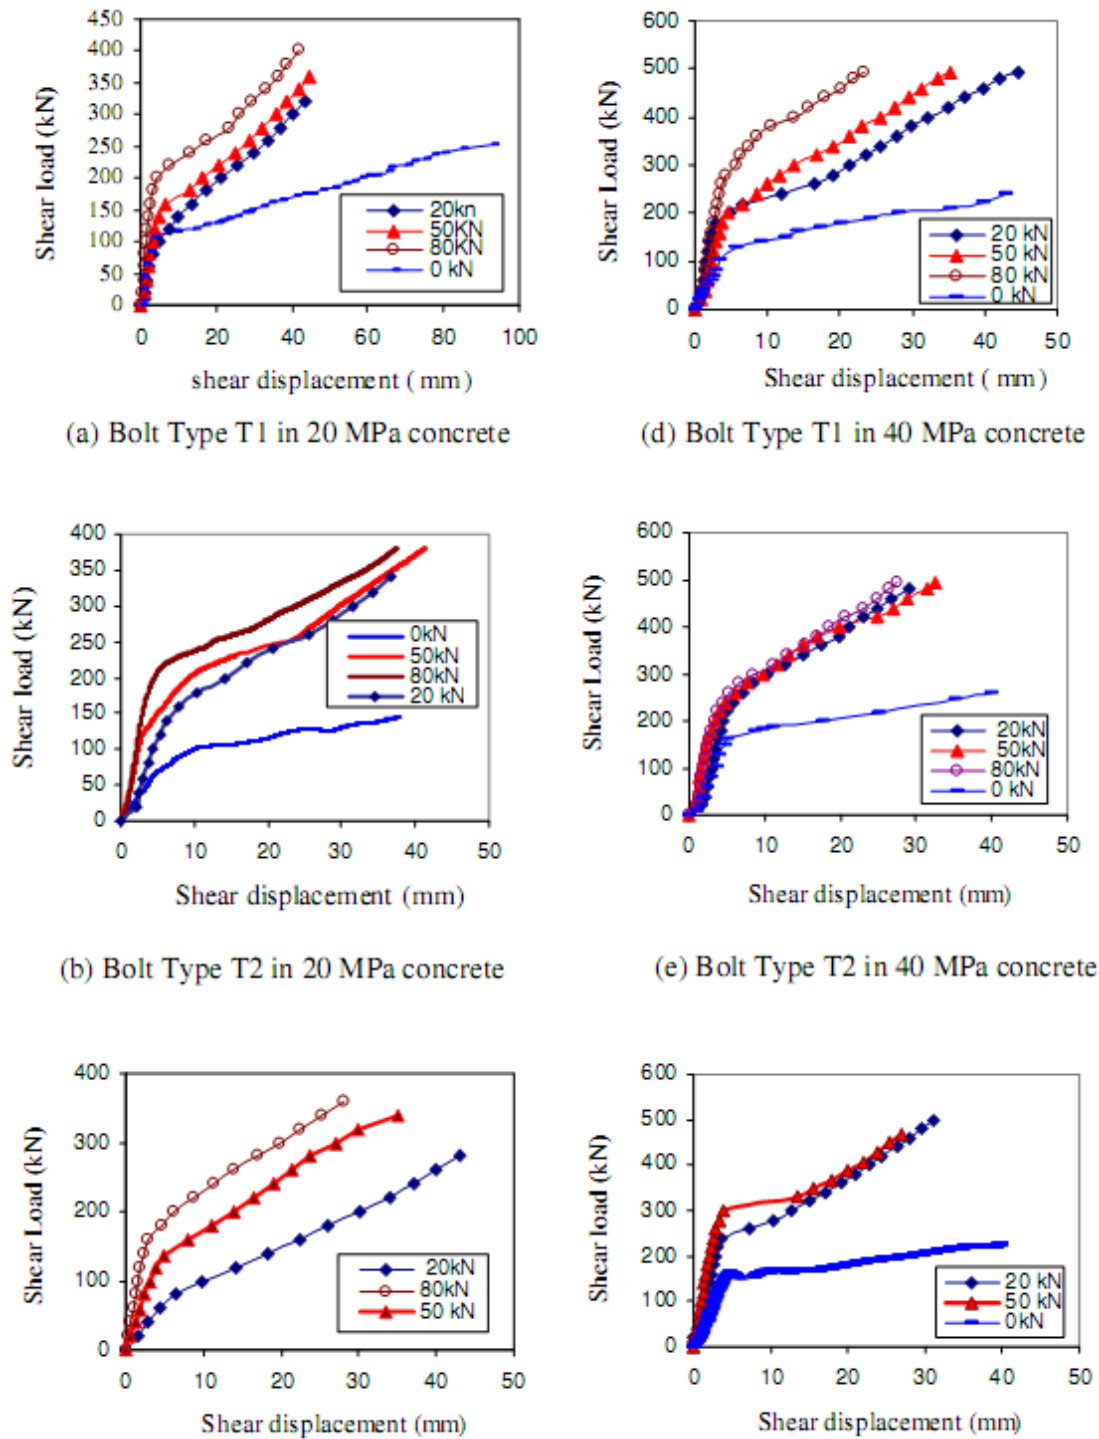 450
400
350
300
250
200
150
100
50
0
Shear load (kN)
20kn
50KN
80KN
0 kN
0 20 40 60 80 100
shear displacement ( mm)
(a) Bolt Type T1 in 20 MPa concrete
600
500
400
300
200
100
0
Shear Load (kN)
20 kN
50 kN
80 kN
0 kN
0 10 20 30 40 50
Shear displacement ( mm)
(d) Bolt Type T1 in 40 MPa concrete
400
350
300
250
200
150
100
50
0
Shear load (kN)
0kN
50kN
80kN
20 kN
0 10 20 30 40 50
Shear displacement (mm)
(b) Bolt Type T2 in 20 MPa concrete
600
500
400
300
200
100
0
Shear Load (kN)
20kN
50kN
80kN
0 kN
0 10 20 30 40 50
Shear displacement (mm)
(e) Bolt Type T2 in 40 MPa concrete
400
300
200
100
0
Shear Load (kN)
20kN
80kN
50 kN
0 10 20 30 40 50
Shear displacement (mm)
600
500
400
300
200
100
0
Shear load (kN)
20 kN
50 kN
0kN
0 10 20 30 40 50
Shear displacement (mm)